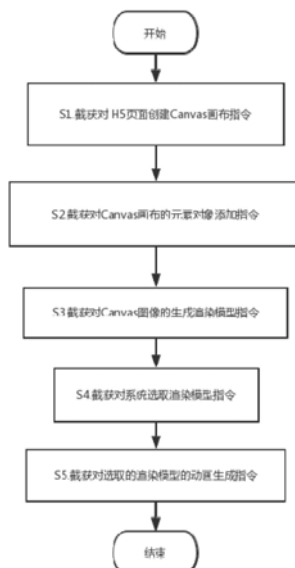 开始
S1.截获对 H5页面创建Canvas画布指令
S2.截获对Canvas画布的元素对像添加指令
S3.截获对Canvas图像的生成渲染模型指令
S4.截获对系统选取渲染模型指令
S5.截获对选取的渲染模型的动画生成指令
结束